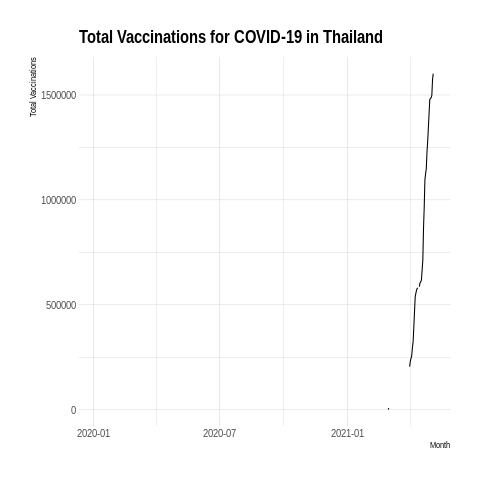 Total Vaccinations for COVID-19 in Thailand
Total Vaccinations
1500000
1000000
500000
0
2020-01
2020-07
2021-01
Month